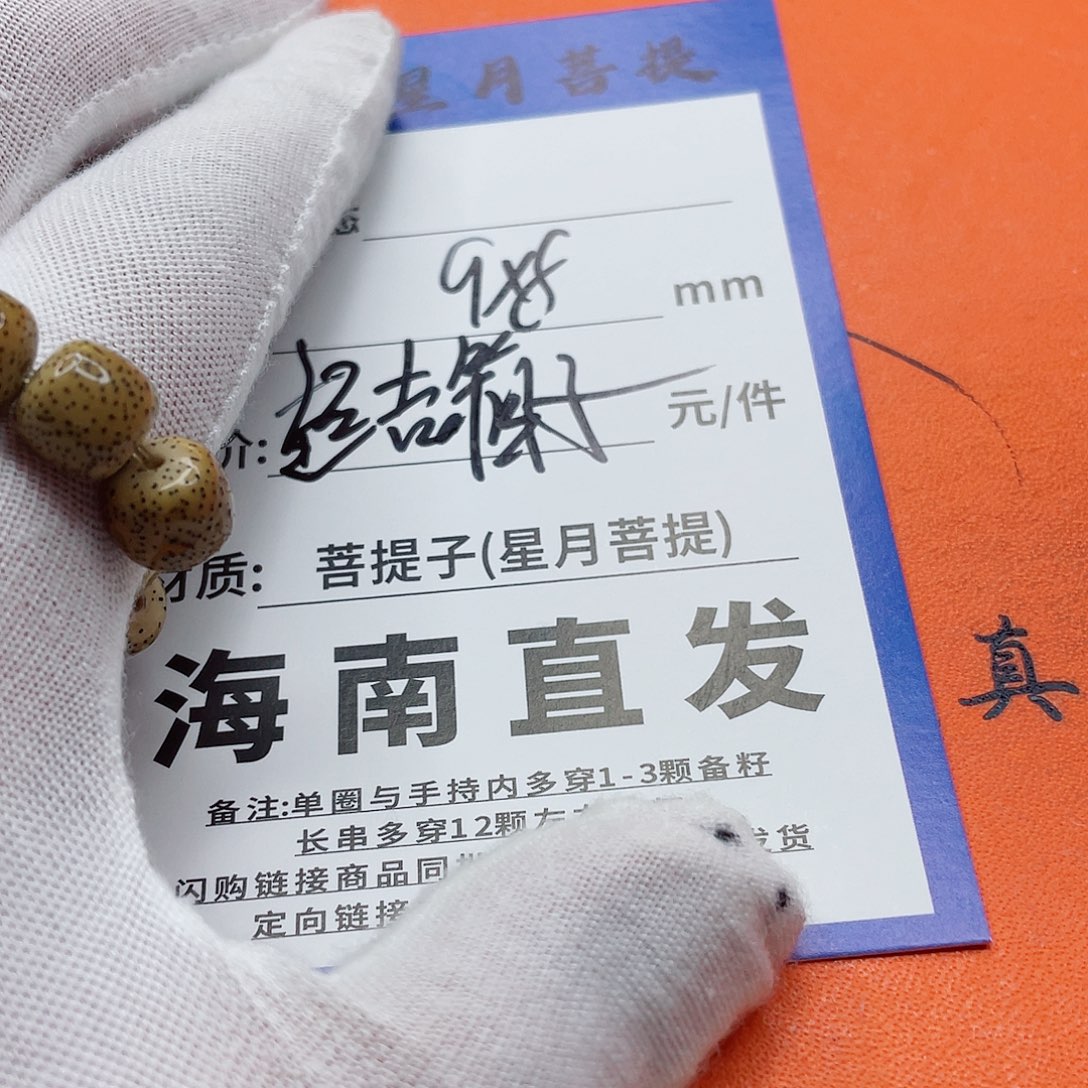 星月菩提
态
9x8 mm
价: 元/件
材质: 菩提子(星月菩提)
海南直发
备注:单圈与手持内多穿1-3颗备籽
长串多穿12颗左 发货
闪购链接商品同
定向链接
真